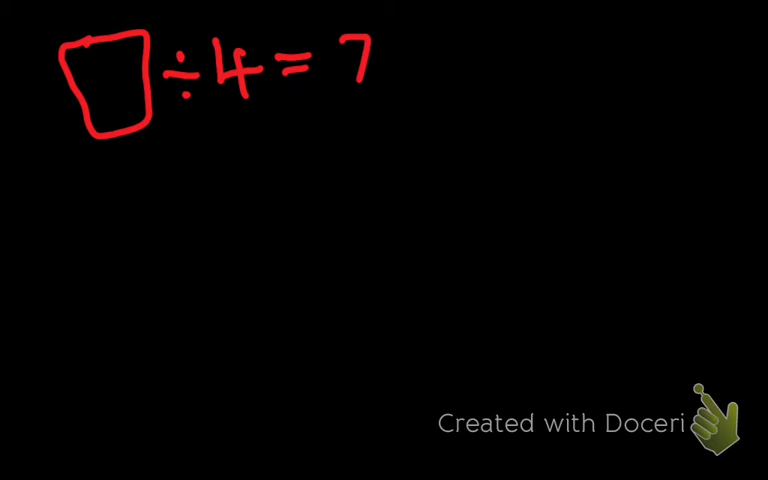 □ ÷ 4 = 7
Created with Doceri